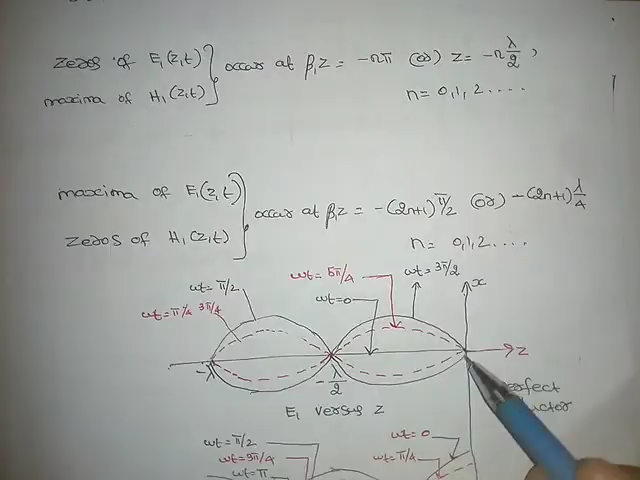 Zeros of E₁(z,t) } occur at β₁z = -nπ (or) z = -n λ/2 ,
maxima of H₁(z,t) } n = 0,1,2....
maxima of E₁(z,t) } occur at β₁z = -(2n+1) π/2 (or) -(2n+1) λ/4
Zeros of H₁(z,t) } n = 0,1,2....
ωt = 5π/4
ωt = 3π/2
ωt = π/2
ωt = 0
x
ωt = π/4 3π/4
z
-λ
-λ/2
E₁ versus z
ωt = π/2
ωt = 0
ωt = 5π/4
ωt = π/4
ωt = π